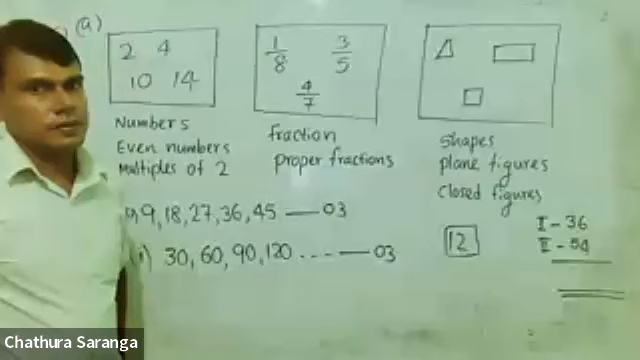 (a)
2 4
10 14
1/8 3/5
4/7
Numbers
Even numbers
Multiples of 2
fraction
proper fractions
shapes
plane figures
closed figures
9, 18, 27, 36, 45 — 03
30, 60, 90, 120 .... — 03
12
I - 36
II - 54
Chathura Saranga